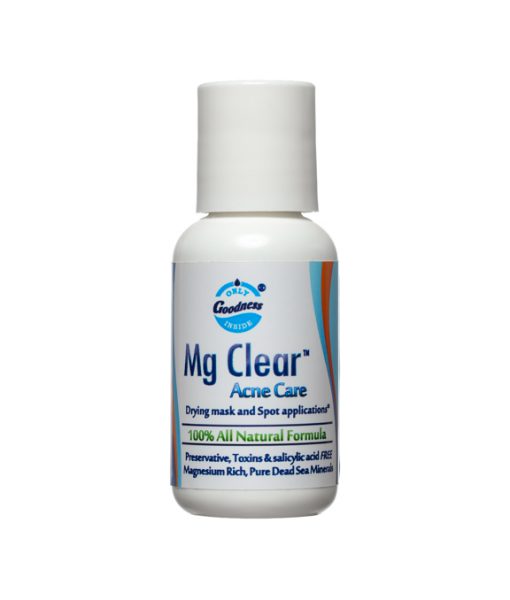 ONLY
Goodness
INSIDE
Mg Clear™
Acne Care
Drying mask and Spot applications*
100% All Natural Formula
Preservative, Toxins & salicylic acid FREE
Magnesium Rich, Pure Dead Sea Minerals